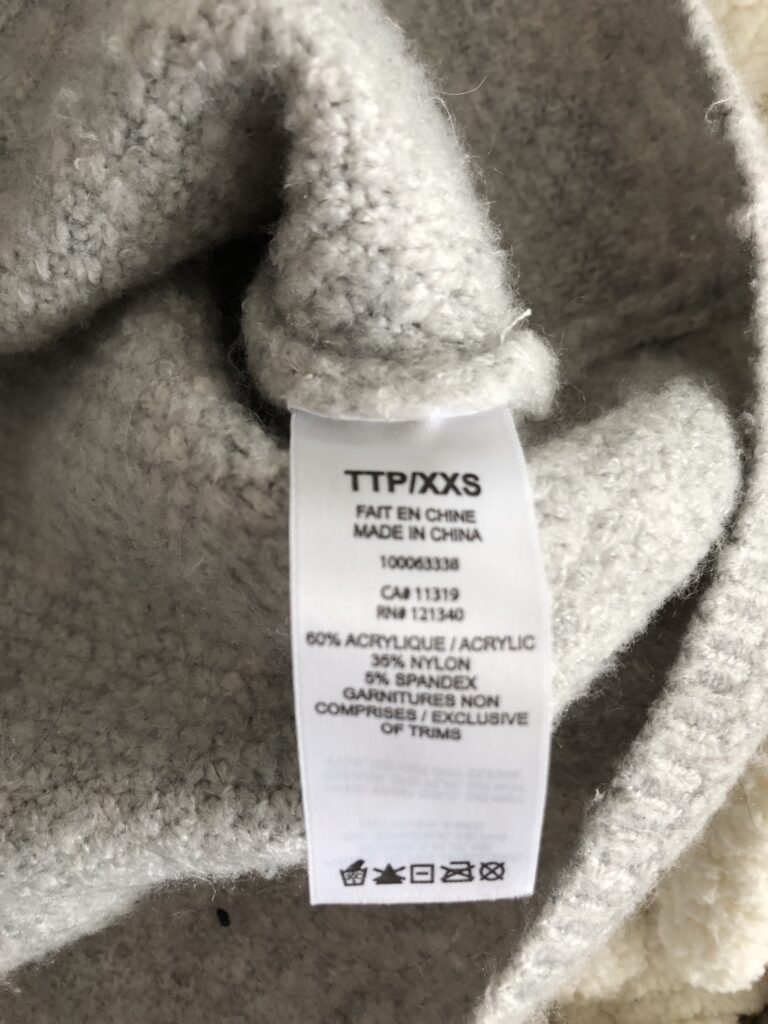 TTP/XXS
FAIT EN CHINE
MADE IN CHINA
100063338
CA# 11319
RN# 121340
60% ACRYLIQUE / ACRYLIC
35% NYLON
5% SPANDEX
GARNITURES NON
COMPRISES / EXCLUSIVE
OF TRIMS